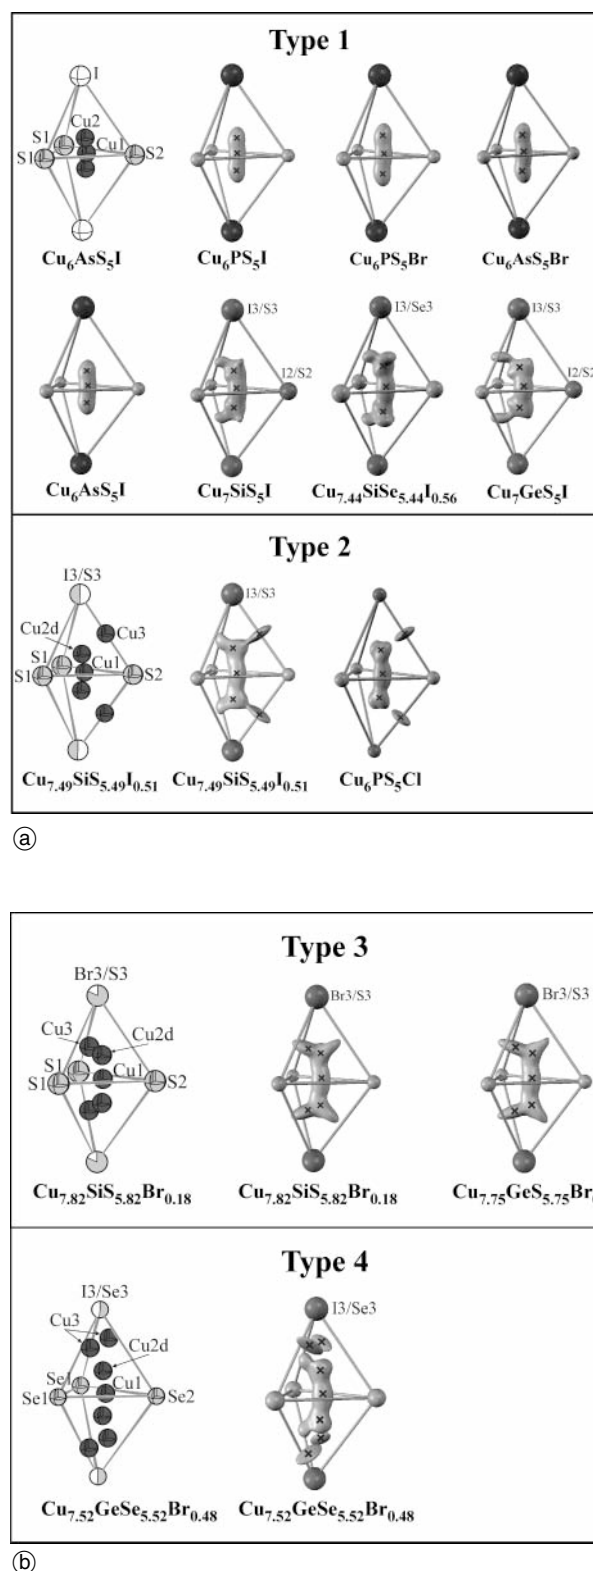 Type 1
I
Cu2
S1
Cu1
S1
S2
Cu₆AsS₅I
Cu₆PS₅I
Cu₆PS₅Br
Cu₆AsS₅Br
I3/S3
I3/Se3
I3/S3
I2/S2
I2/S2
Cu₆AsS₅I
Cu₇SiS₅I
Cu₇.₄₄SiSe₅.₄₄I₀.₅₆
Cu₇GeS₅I
Type 2
I3/S3
I3/S3
Cu2d
Cu3
S1
Cu1
S1
S2
Cu₇.₄₉SiS₅.₄₉I₀.₅₁
Cu₇.₄₉SiS₅.₄₉I₀.₅₁
Cu₆PS₅Cl
ⓐ
Type 3
Br3/S3
Br3/S3
Br3/S3
Cu3
Cu2d
S1
Cu1
S1
S2
Cu₇.₈₂SiS₅.₈₂Br₀.₁₈
Cu₇.₈₂SiS₅.₈₂Br₀.₁₈
Cu₇.₇₅GeS₅.₇₅Br
Type 4
I3/Se3
I3/Se3
Cu3
Cu2d
Se1
Cu1
Se1
Se2
Cu₇.₅₂GeSe₅.₅₂Br₀.₄₈
Cu₇.₅₂GeSe₅.₅₂Br₀.₄₈
ⓑ